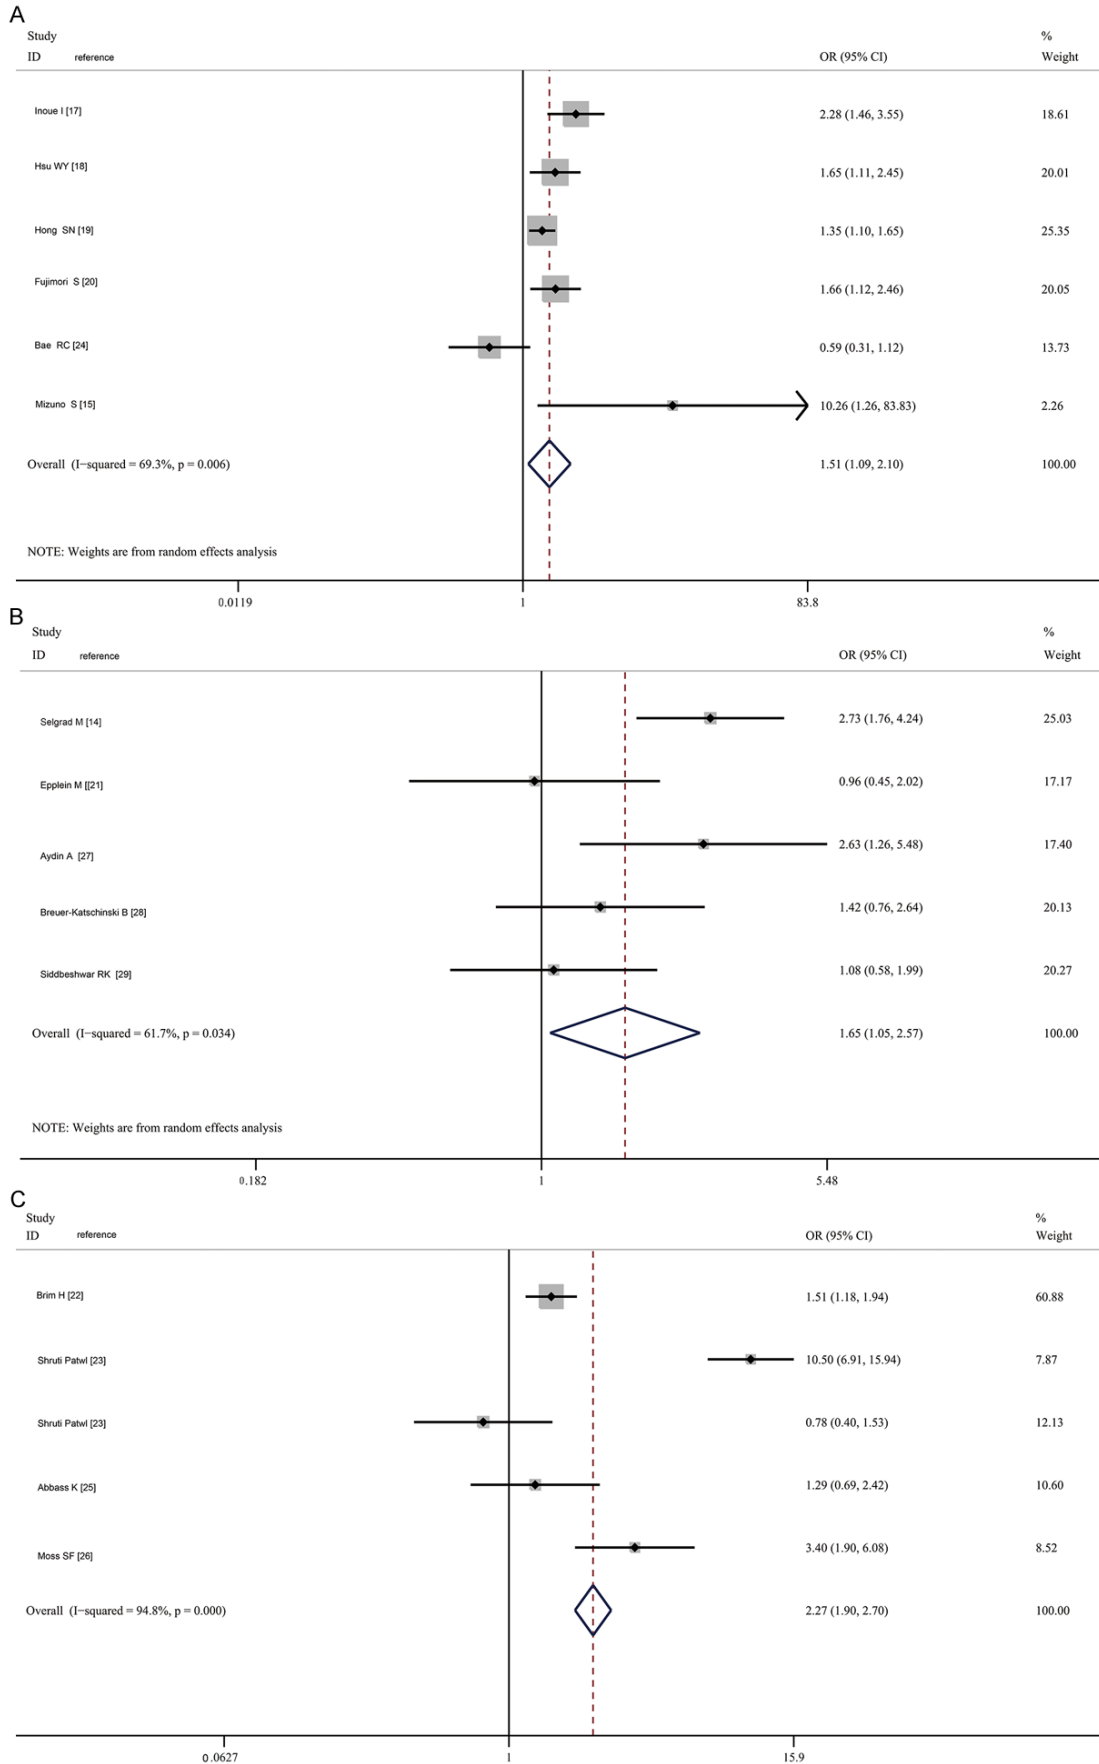 A
Study %
ID reference OR (95% CI) Weight
Inoue I [17] 2.28 (1.46, 3.55) 18.61
Hsu WY [18] 1.65 (1.11, 2.45) 20.01
Hong SN [19] 1.35 (1.10, 1.65) 25.35
Fujimori S [20] 1.66 (1.12, 2.46) 20.05
Bae RC [24] 0.59 (0.31, 1.12) 13.73
Mizuno S [15] 10.26 (1.26, 83.83) 2.26
Overall (I−squared = 69.3%, p = 0.006) 1.51 (1.09, 2.10) 100.00
NOTE: Weights are from random effects analysis
0.0119 1 83.8
B
Study %
ID reference OR (95% CI) Weight
Selgrad M [14] 2.73 (1.76, 4.24) 25.03
Epplein M [[21] 0.96 (0.45, 2.02) 17.17
Aydin A [27] 2.63 (1.26, 5.48) 17.40
Breuer-Katschinski B [28] 1.42 (0.76, 2.64) 20.13
Siddbeshwar RK [29] 1.08 (0.58, 1.99) 20.27
Overall (I−squared = 61.7%, p = 0.034) 1.65 (1.05, 2.57) 100.00
NOTE: Weights are from random effects analysis
0.182 1 5.48
C
Study %
ID reference OR (95% CI) Weight
Brim H [22] 1.51 (1.18, 1.94) 60.88
Shruti Patwl [23] 10.50 (6.91, 15.94) 7.87
Shruti Patwl [23] 0.78 (0.40, 1.53) 12.13
Abbass K [25] 1.29 (0.69, 2.42) 10.60
Moss SF [26] 3.40 (1.90, 6.08) 8.52
Overall (I−squared = 94.8%, p = 0.000) 2.27 (1.90, 2.70) 100.00
0.0627 1 15.9